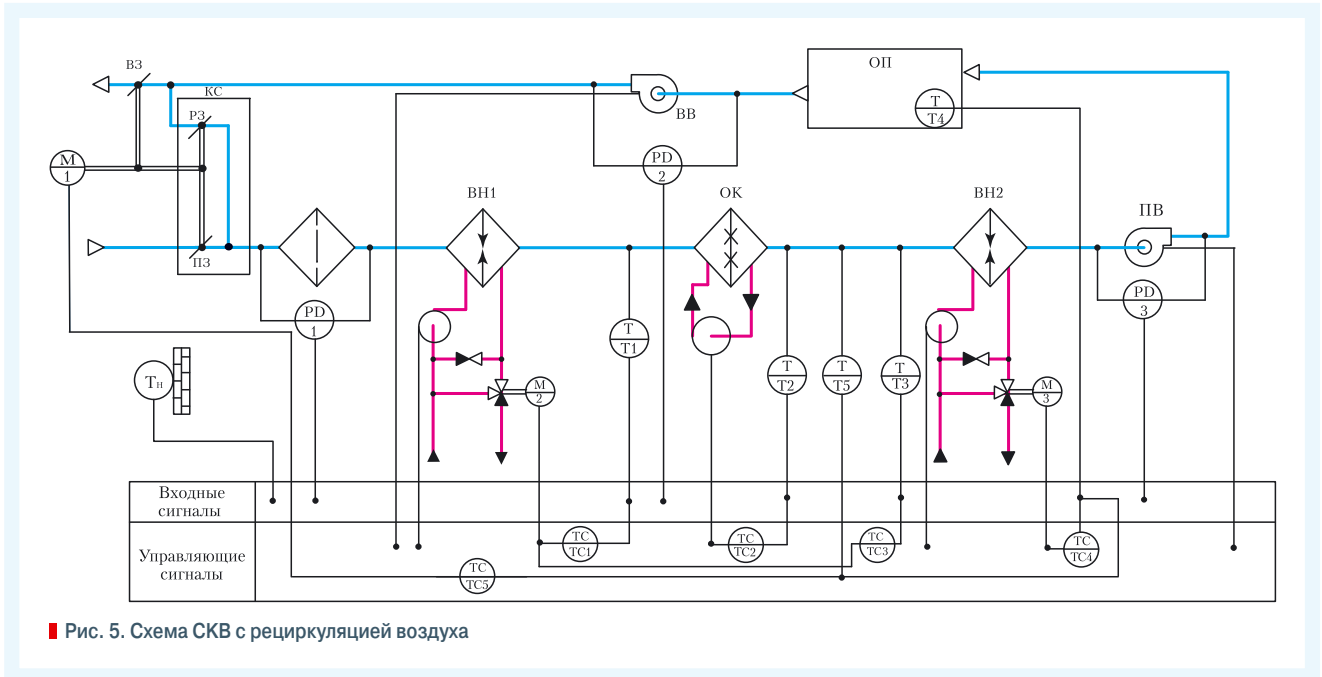 ВЗ
КС
РЗ
М
1
ПЗ
ВВ
ОП
Т
Т4
PD
2
ВН1
ОК
ВН2
ПВ
PD
1
PD
3
Т
Т1
Т
Т2
Т
Т5
Т
Т3
Тн
М
2
М
3
Входные
сигналы
Управляющие
сигналы
ТС
ТС1
ТС
ТС2
ТС
ТС3
ТС
ТС4
ТС
ТС5
Рис. 5. Схема СКВ с рециркуляцией воздуха